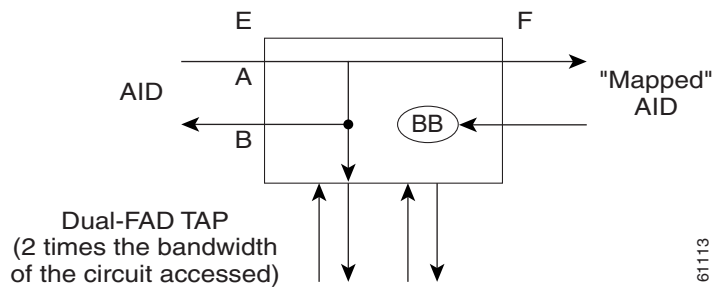 E
F
A
AID
"Mapped"
AID
B
BB
Dual-FAD TAP
(2 times the bandwidth
of the circuit accessed)
61113